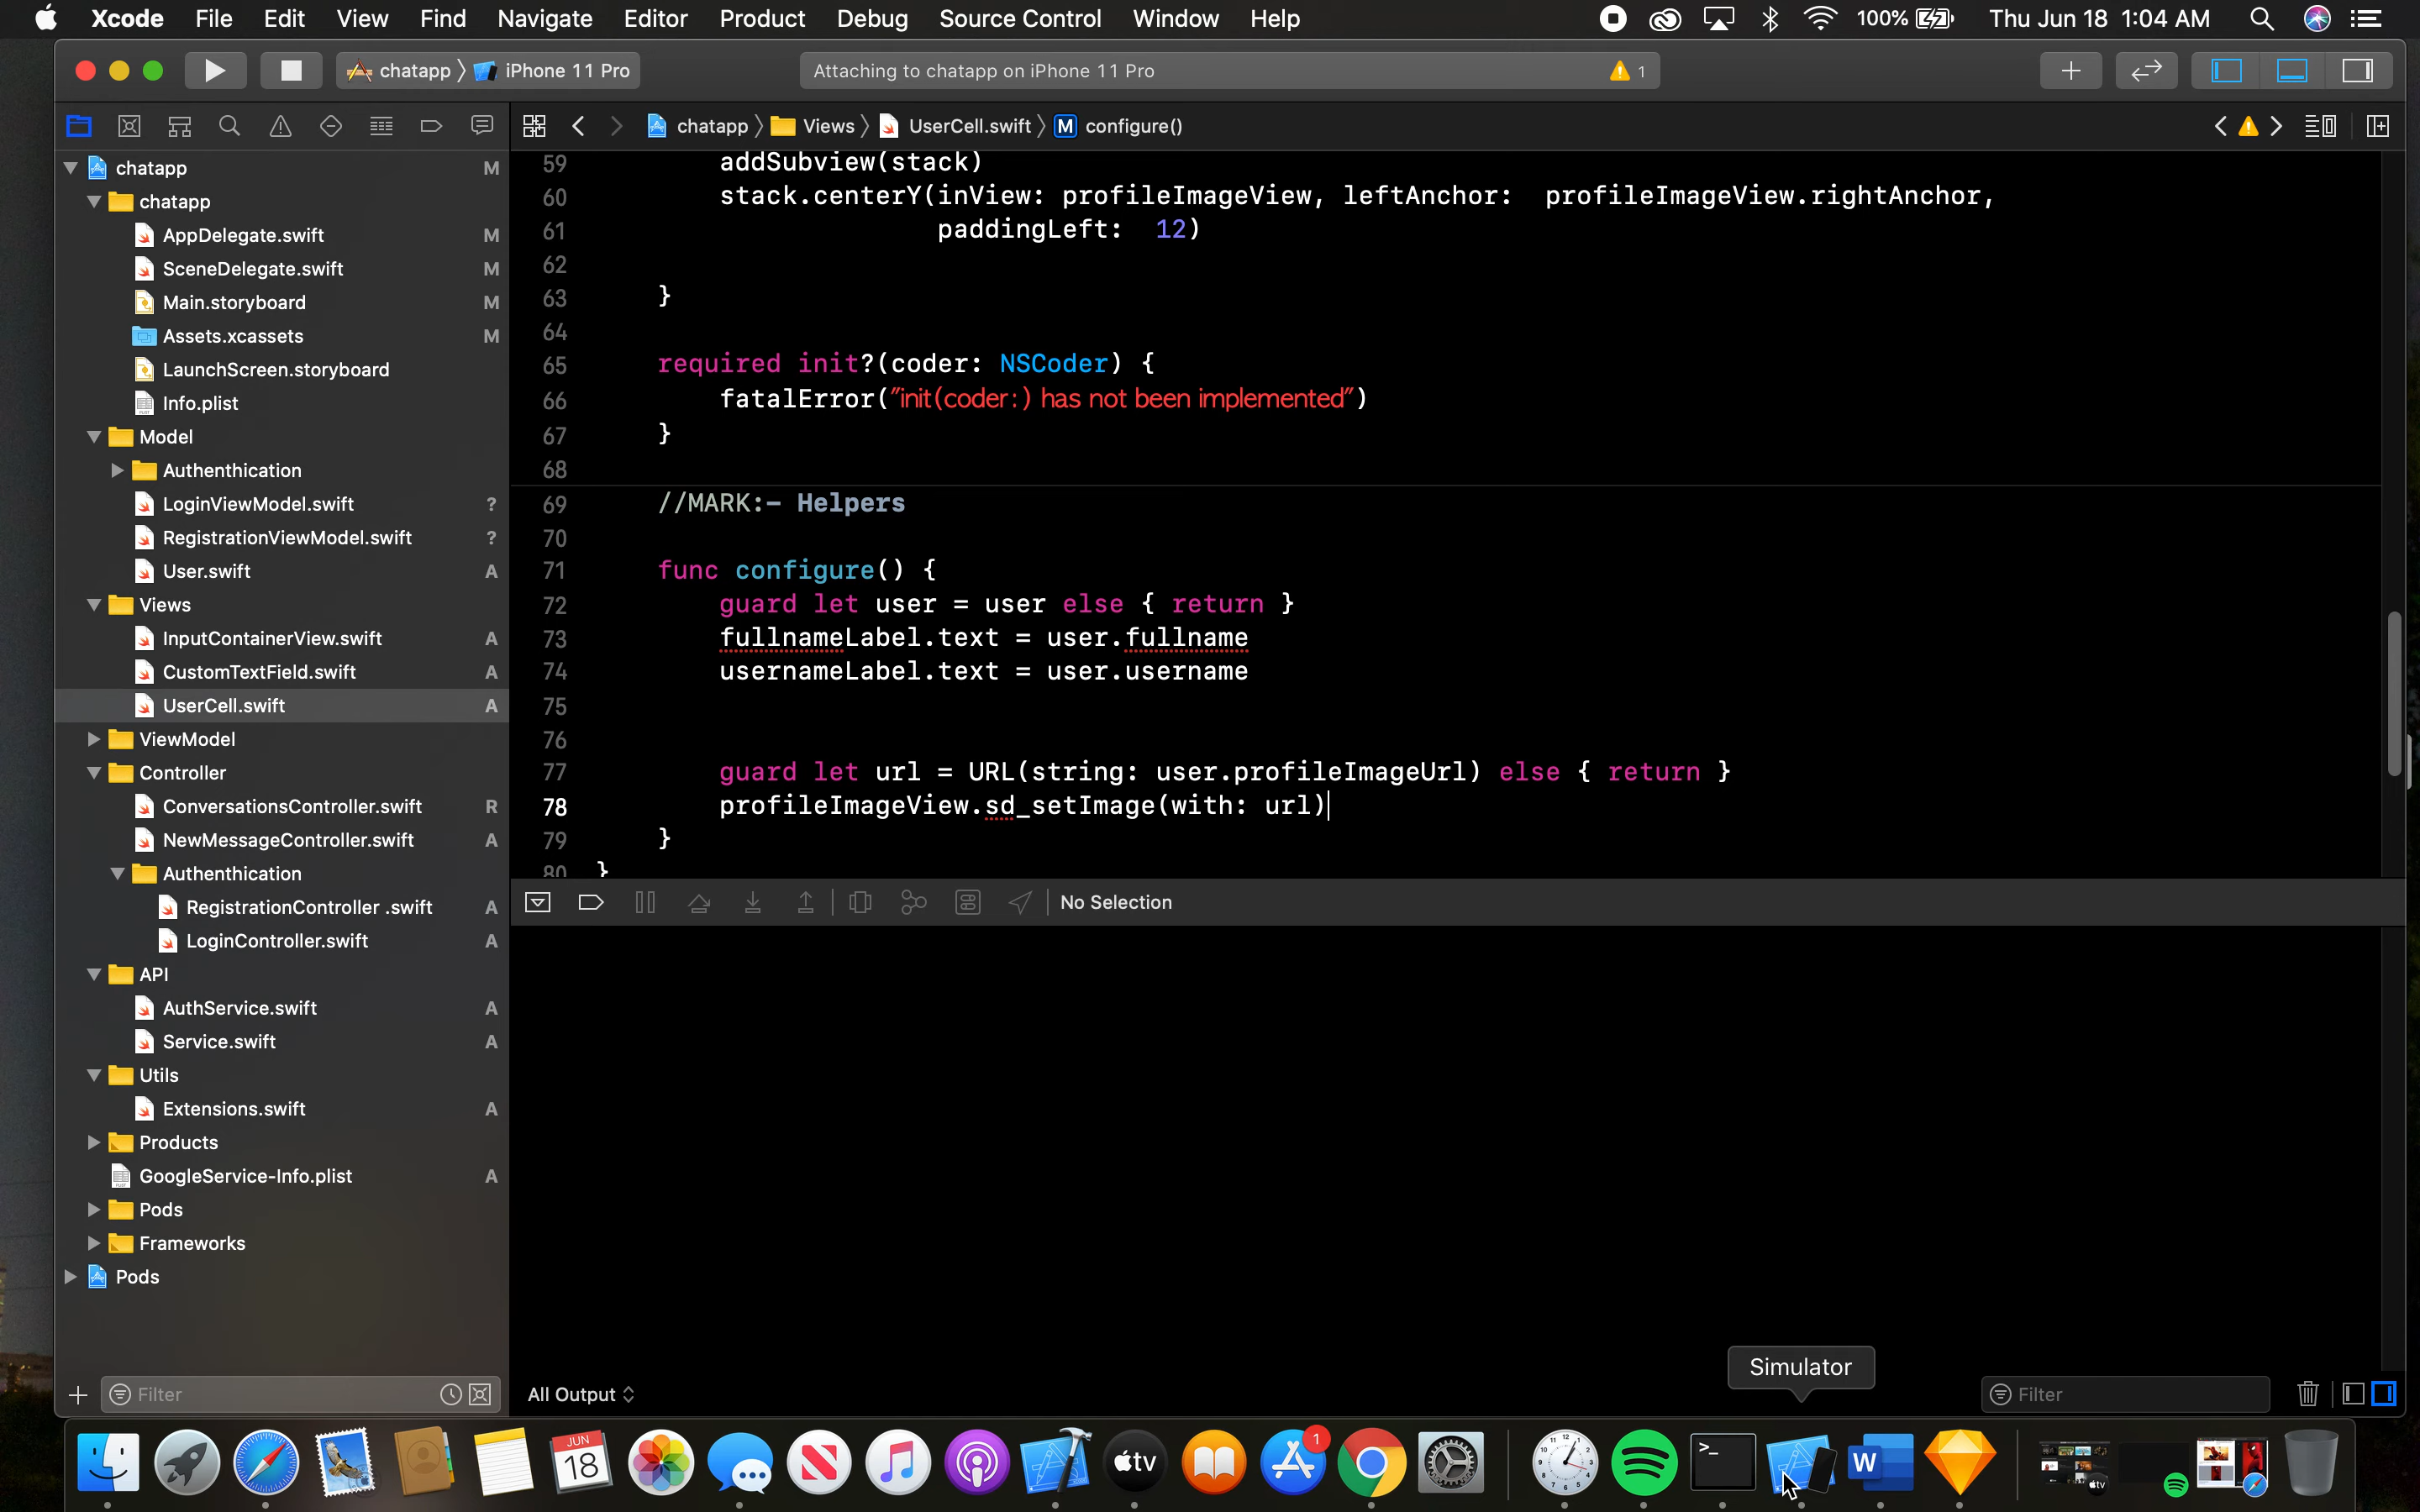 Xcode File Edit View Find Navigate Editor Product Debug Source Control Window Help 100% Thu Jun 18 1:04 AM
chatapp iPhone 11 Pro Attaching to chatapp on iPhone 11 Pro 1
chatapp Views UserCell.swift M configure()
chatapp M
chatapp
AppDelegate.swift M
SceneDelegate.swift M
Main.storyboard M
Assets.xcassets M
LaunchScreen.storyboard
Info.plist
Model
Authenthication
LoginViewModel.swift ?
RegistrationViewModel.swift ?
User.swift A
Views
InputContainerView.swift A
CustomTextField.swift A
UserCell.swift A
ViewModel
Controller
ConversationsController.swift R
NewMessageController.swift A
Authenthication
RegistrationController .swift A
LoginController.swift A
API
AuthService.swift A
Service.swift A
Utils
Extensions.swift A
Products
GoogleService-Info.plist A
Pods
Frameworks
Pods
Filter
59 addSubview(stack)
60 stack.centerY(inView: profileImageView, leftAnchor:  profileImageView.rightAnchor,
61 paddingLeft:  12)
62
63 }
64
65 required init?(coder: NSCoder) {
66 fatalError("init(coder:) has not been implemented")
67 }
68
69 //MARK:- Helpers
70
71 func configure() {
72 guard let user = user else { return }
73 fullnameLabel.text = user.fullname
74 usernameLabel.text = user.username
75
76
77 guard let url = URL(string: user.profileImageUrl) else { return }
78 profileImageView.sd_setImage(with: url)
79 }
80 }
No Selection
All Output
Filter
Simulator
JUN
18
tv
1
W
tv